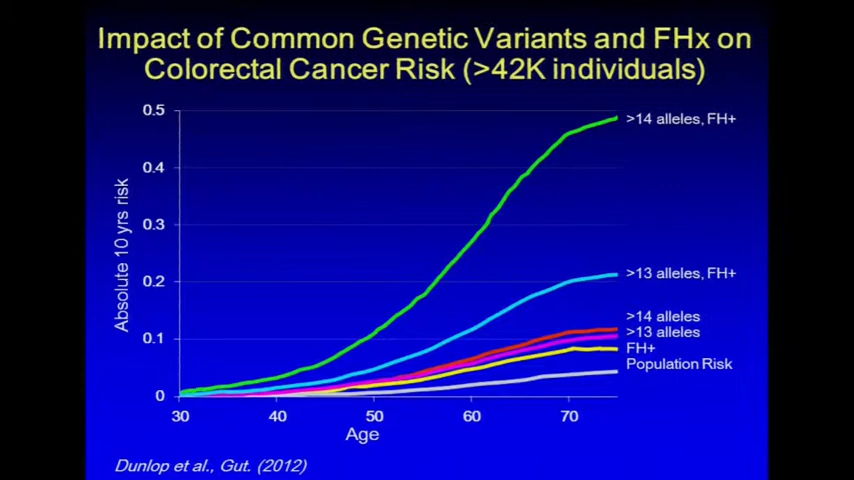 Impact of Common Genetic Variants and FHx on
Colorectal Cancer Risk (>42K individuals)
0.5
0.4
0.3
0.2
0.1
0
Absolute 10 yrs risk
>14 alleles, FH+
>13 alleles, FH+
>14 alleles
>13 alleles
FH+
Population Risk
30 40 50 60 70
Age
Dunlop et al., Gut. (2012)